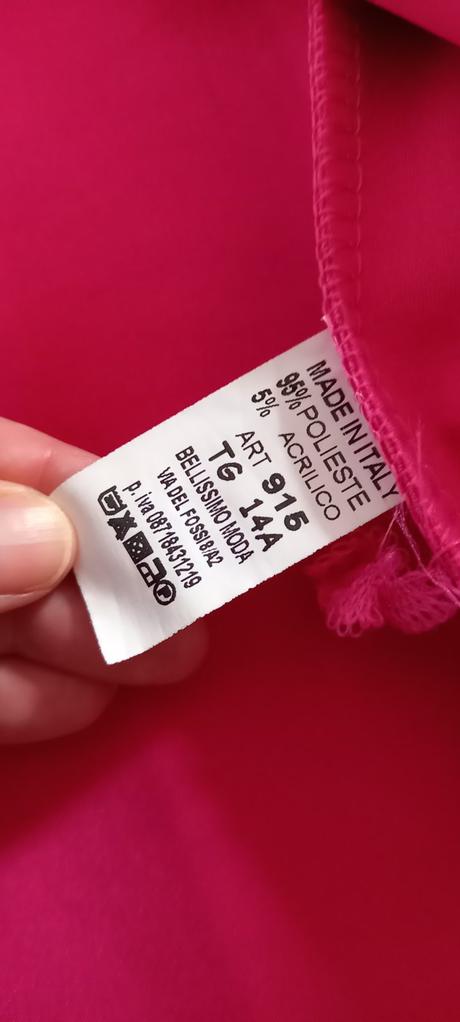 MADE IN ITALY
95% POLIESTE
5% ACRILICO
ART 915
TG 14A
BELLISSIMO MODA
VIA DEL FOSSI 8/A2
p. iva 08718431219